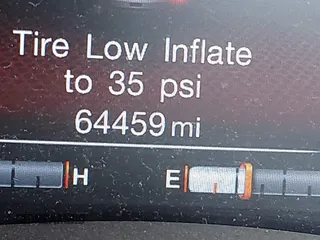 Tire Low Inflate
to 35 psi
64459 mi
H E